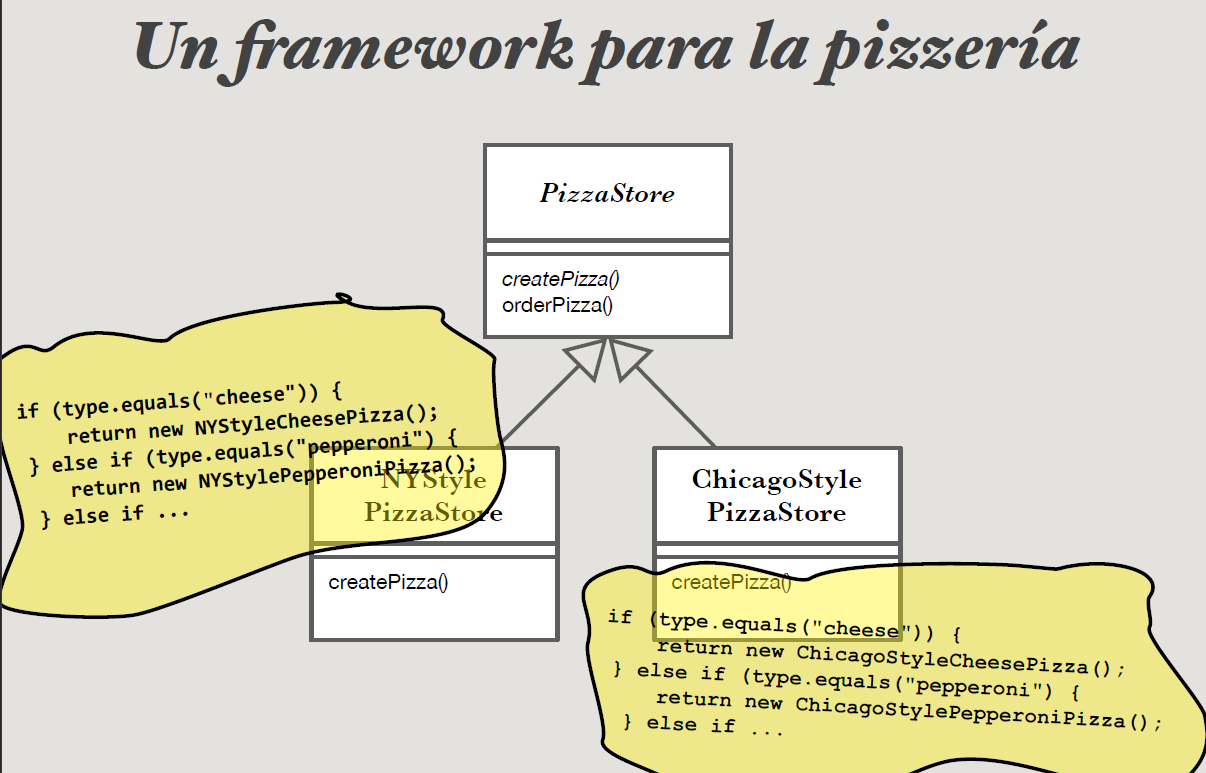 Un framework para la pizzería
PizzaStore
createPizza()
orderPizza()
if (type.equals("cheese")) {
return new NYStyleCheesePizza();
} else if (type.equals("pepperoni") {
return new NYStylePepperoniPizza();
} else if ...
NYStyle
PizzaStore
createPizza()
ChicagoStyle
PizzaStore
createPizza()
if (type.equals("cheese")) {
return new ChicagoStyleCheesePizza();
} else if (type.equals("pepperoni") {
return new ChicagoStylePepperoniPizza();
} else if ...